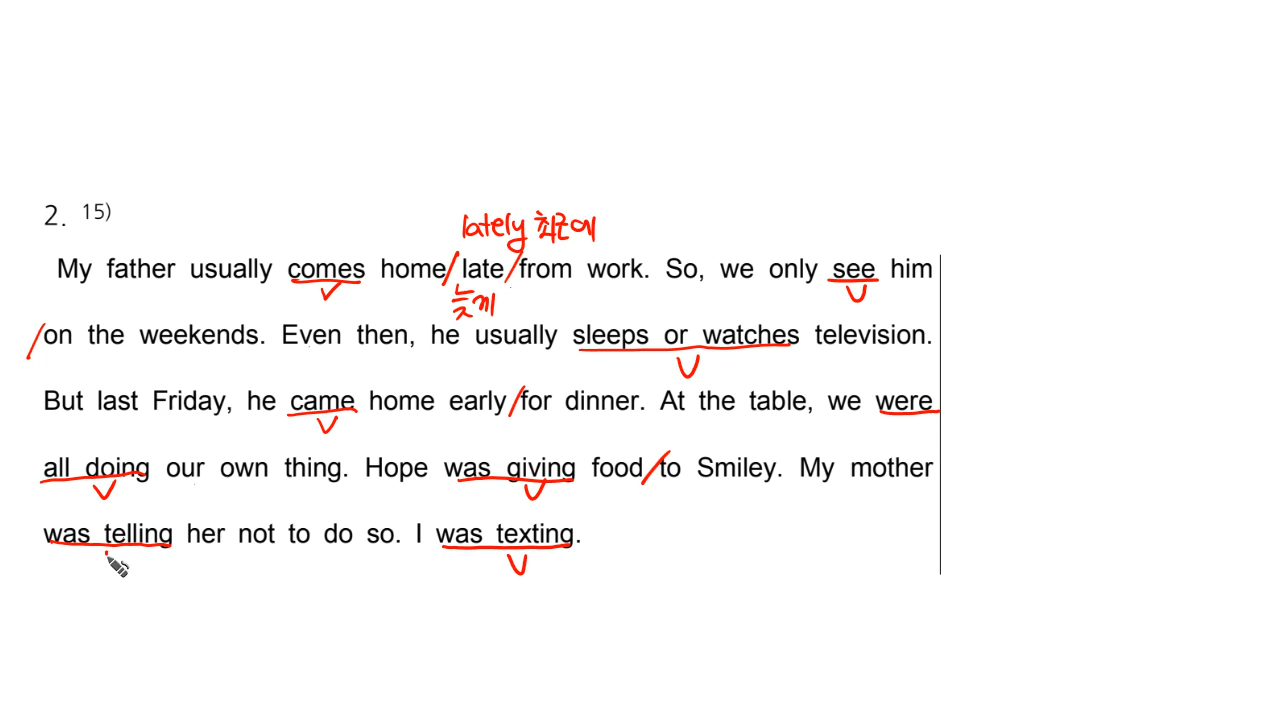 2. 15)
lately 최근에
My father usually comes home / late / from work. So, we only see him
늦게
/ on the weekends. Even then, he usually sleeps or watches television.
But last Friday, he came home early / for dinner. At the table, we were
all doing our own thing. Hope was giving food / to Smiley. My mother
was telling her not to do so. I was texting.